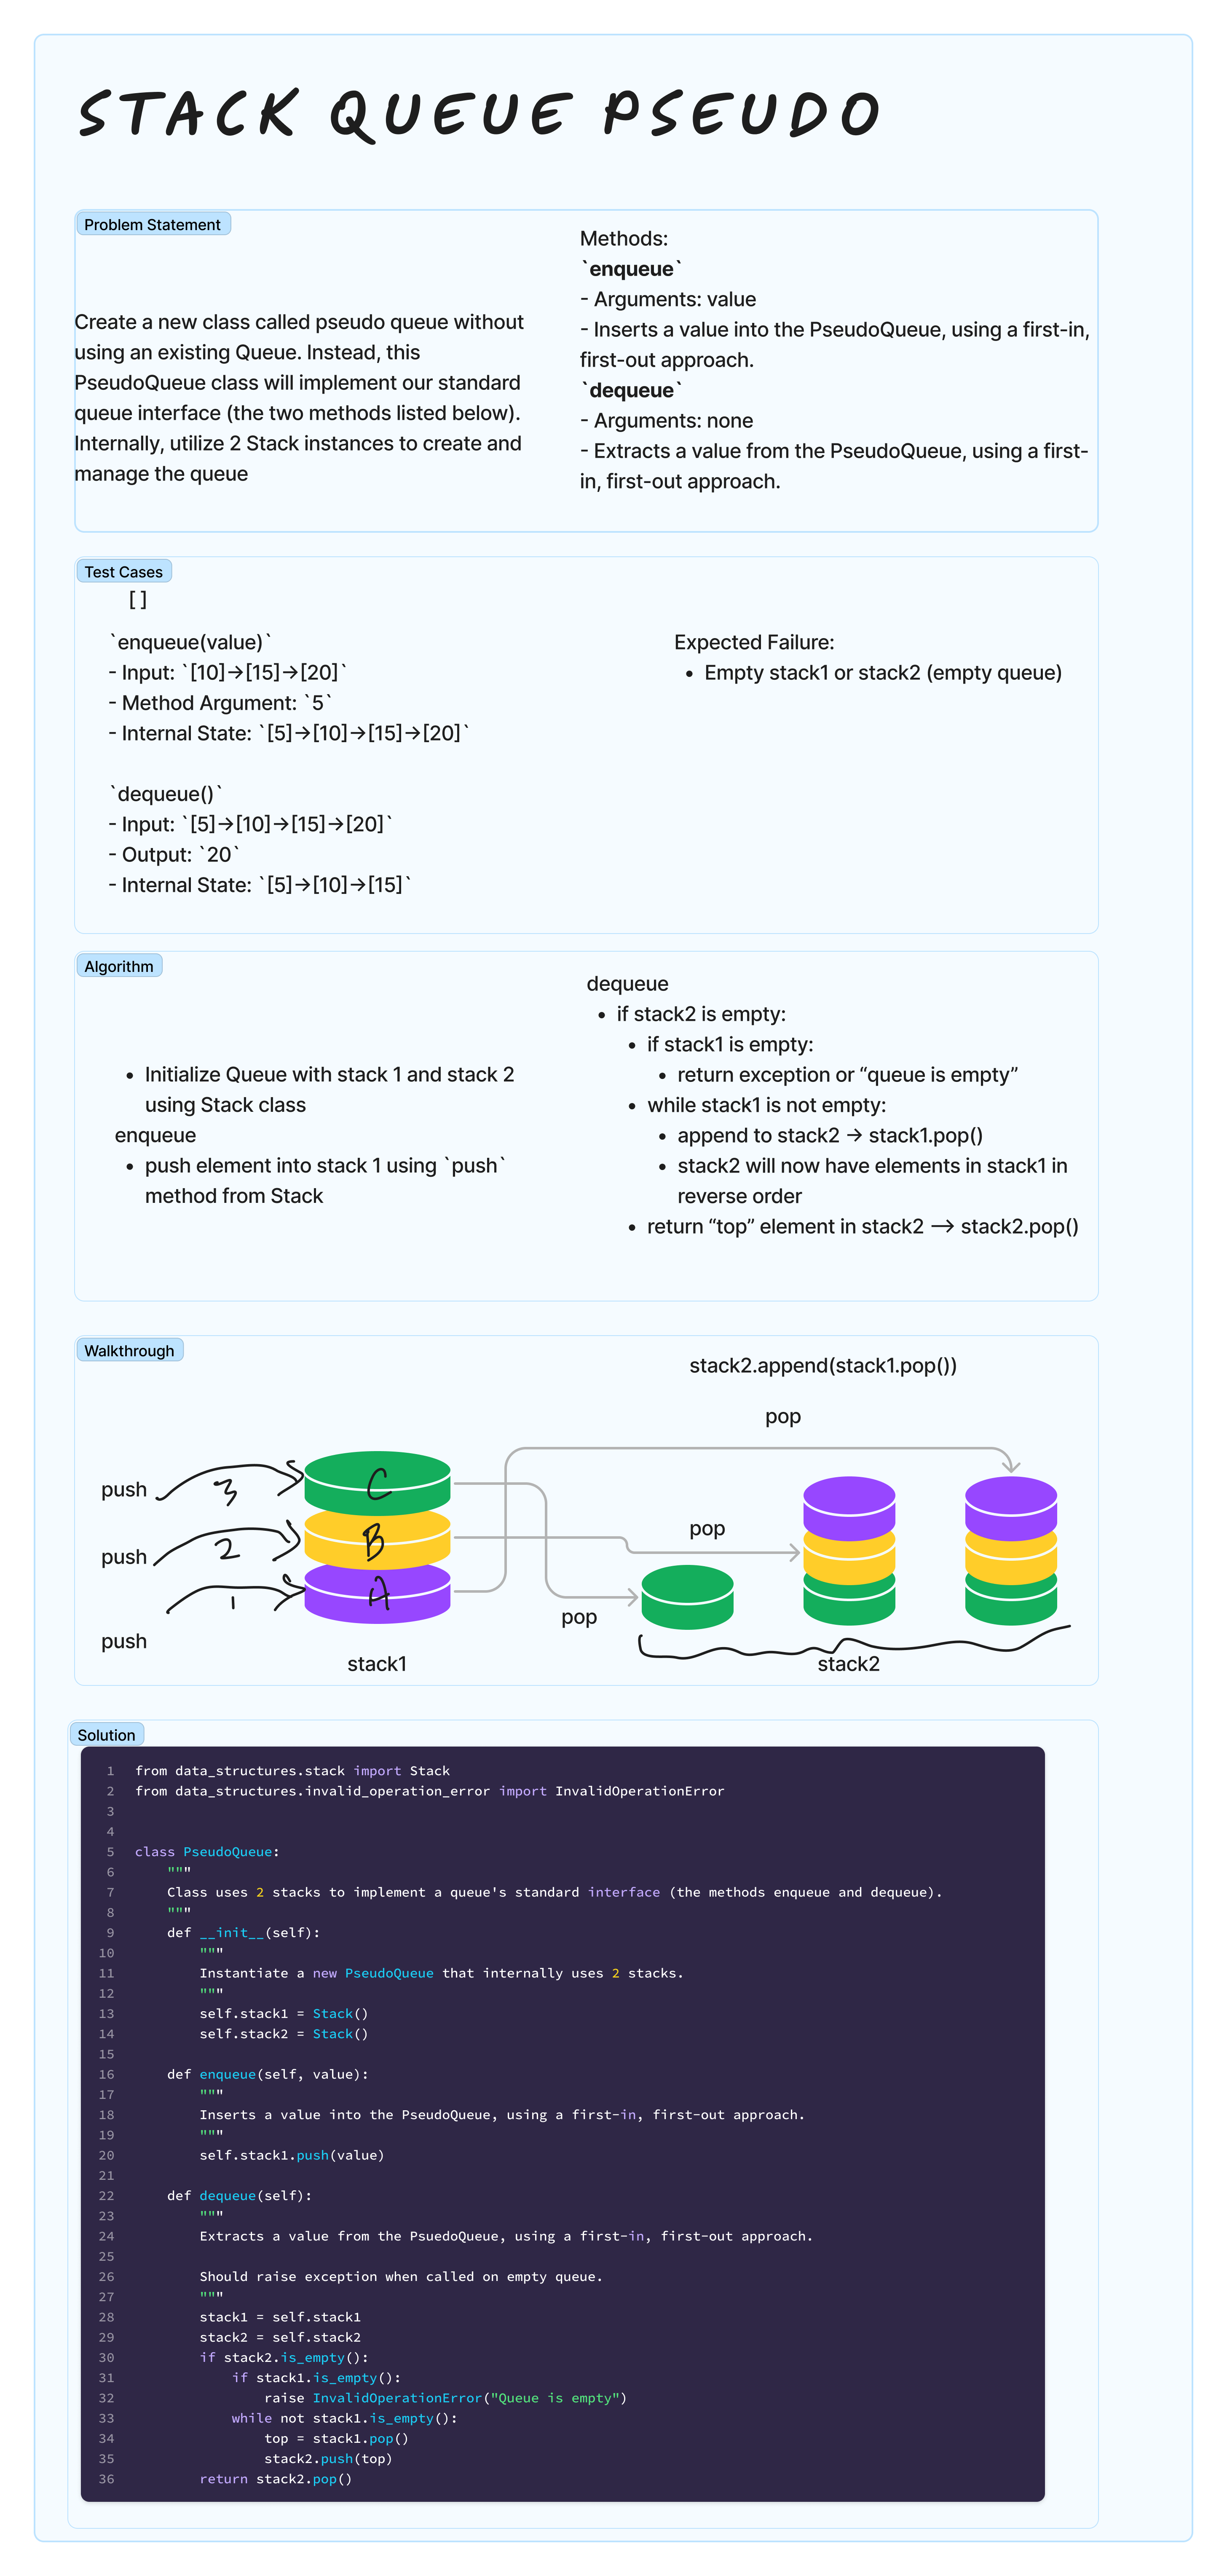 STACK QUEUE PSEUDO
Problem Statement
Create a new class called pseudo queue without
using an existing Queue. Instead, this
PseudoQueue class will implement our standard
queue interface (the two methods listed below).
Internally, utilize 2 Stack instances to create and
manage the queue
Methods:
`enqueue`
- Arguments: value
- Inserts a value into the PseudoQueue, using a first-in,
first-out approach.
`dequeue`
- Arguments: none
- Extracts a value from the PseudoQueue, using a first-
in, first-out approach.
Test Cases
[ ]
`enqueue(value)`
- Input: `[10]→[15]→[20]`
- Method Argument: `5`
- Internal State: `[5]→[10]→[15]→[20]`
`dequeue()`
- Input: `[5]→[10]→[15]→[20]`
- Output: `20`
- Internal State: `[5]→[10]→[15]`
Expected Failure:
• Empty stack1 or stack2 (empty queue)
Algorithm
• Initialize Queue with stack 1 and stack 2
using Stack class
enqueue
• push element into stack 1 using `push`
method from Stack
dequeue
• if stack2 is empty:
• if stack1 is empty:
• return exception or “queue is empty”
• while stack1 is not empty:
• append to stack2 → stack1.pop()
• stack2 will now have elements in stack1 in
reverse order
• return “top” element in stack2 —> stack2.pop()
Walkthrough
stack2.append(stack1.pop())
pop
push 3 C
push 2 B
push 1 A
pop
pop
stack1
stack2
Solution
1 from data_structures.stack import Stack
2 from data_structures.invalid_operation_error import InvalidOperationError
3
4
5 class PseudoQueue:
6 """
7 Class uses 2 stacks to implement a queue's standard interface (the methods enqueue and dequeue).
8 """
9 def __init__(self):
10 """
11 Instantiate a new PseudoQueue that internally uses 2 stacks.
12 """
13 self.stack1 = Stack()
14 self.stack2 = Stack()
15
16 def enqueue(self, value):
17 """
18 Inserts a value into the PseudoQueue, using a first-in, first-out approach.
19 """
20 self.stack1.push(value)
21
22 def dequeue(self):
23 """
24 Extracts a value from the PsuedoQueue, using a first-in, first-out approach.
25
26 Should raise exception when called on empty queue.
27 """
28 stack1 = self.stack1
29 stack2 = self.stack2
30 if stack2.is_empty():
31 if stack1.is_empty():
32 raise InvalidOperationError("Queue is empty")
33 while not stack1.is_empty():
34 top = stack1.pop()
35 stack2.push(top)
36 return stack2.pop()